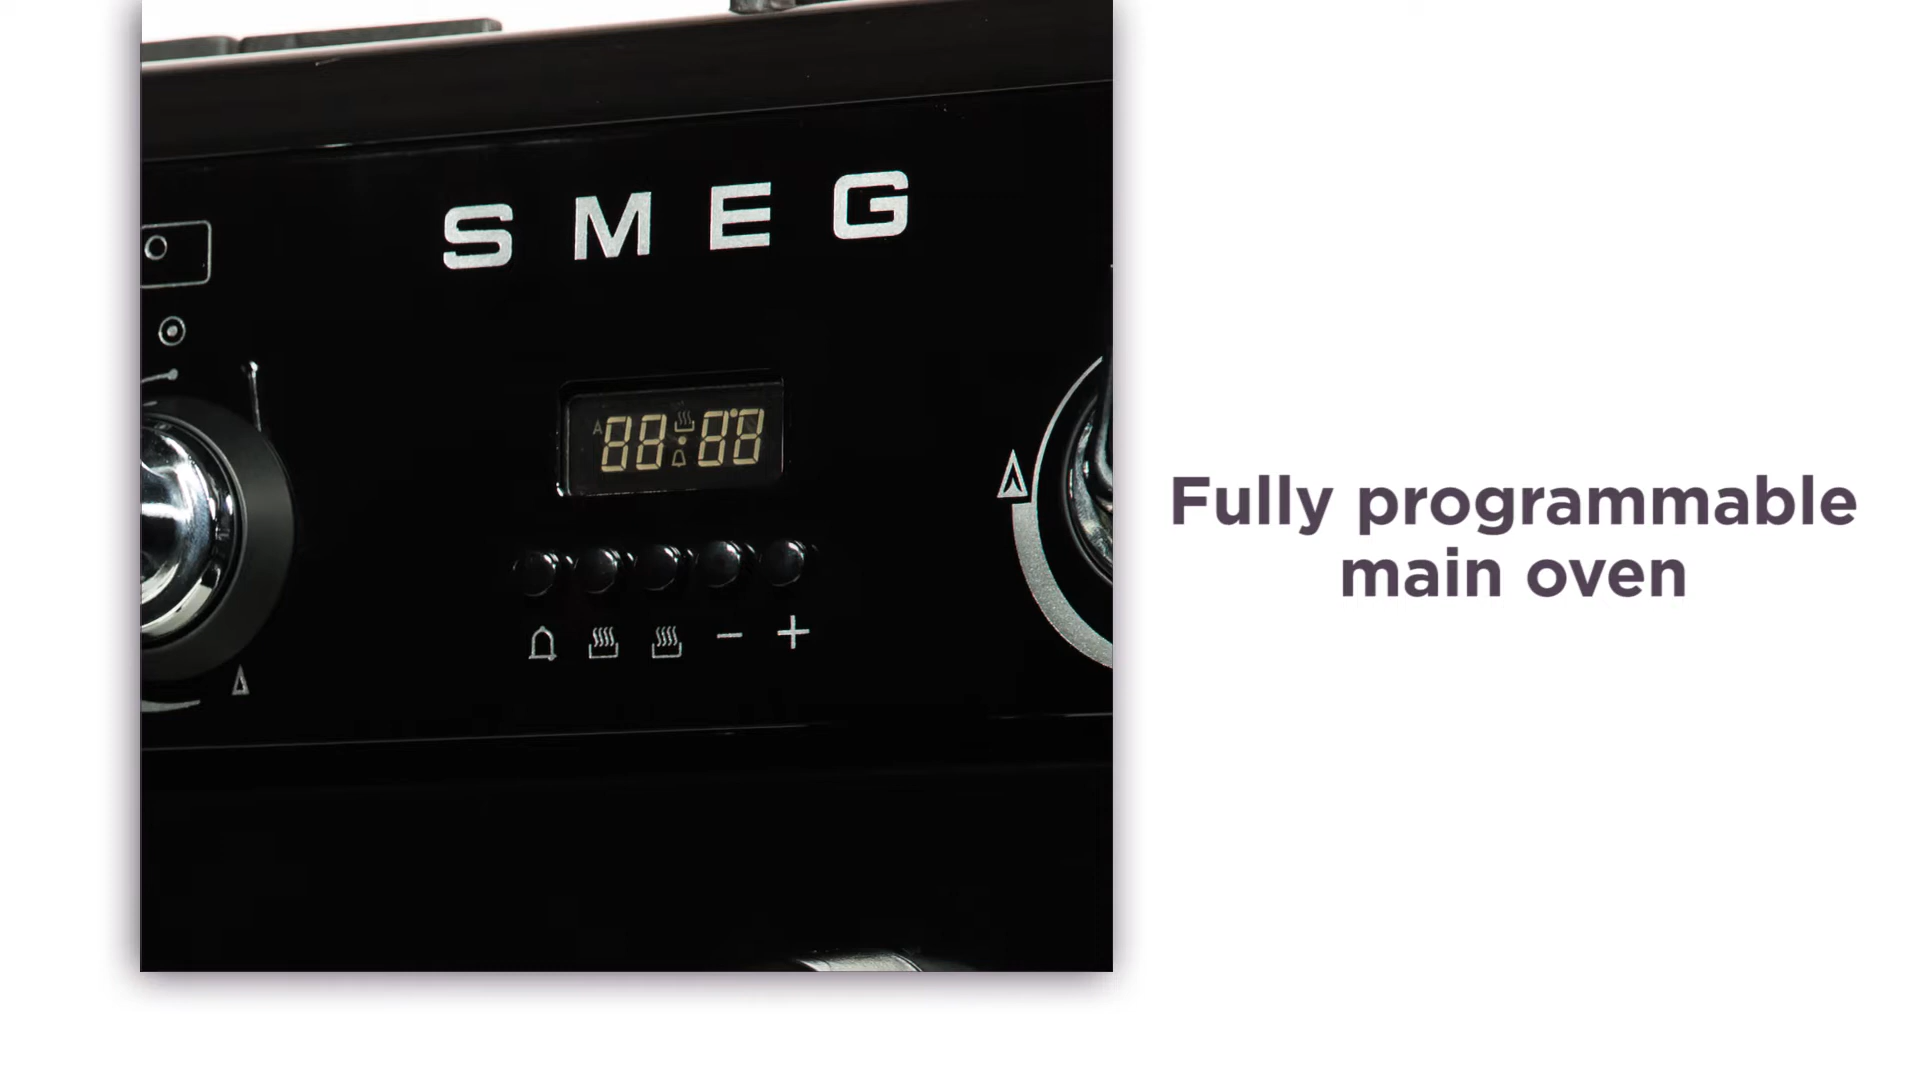 SMEG
A 88:88
− +
Fully programmable
main oven